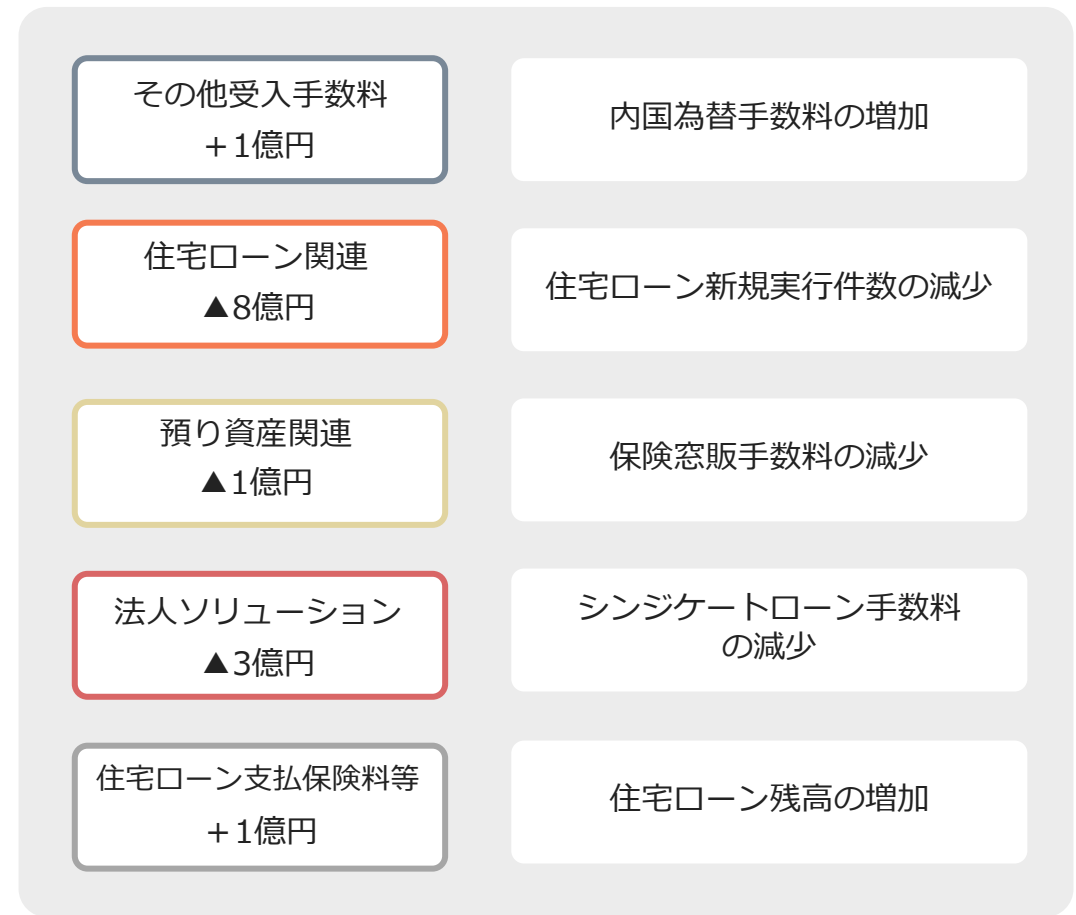 その他受入手数料
＋1億円
内国為替手数料の増加
住宅ローン関連
▲8億円
住宅ローン新規実行件数の減少
預り資産関連
▲1億円
保険窓販手数料の減少
法人ソリューション
▲3億円
シンジケートローン手数料
の減少
住宅ローン支払保険料等
＋1億円
住宅ローン残高の増加